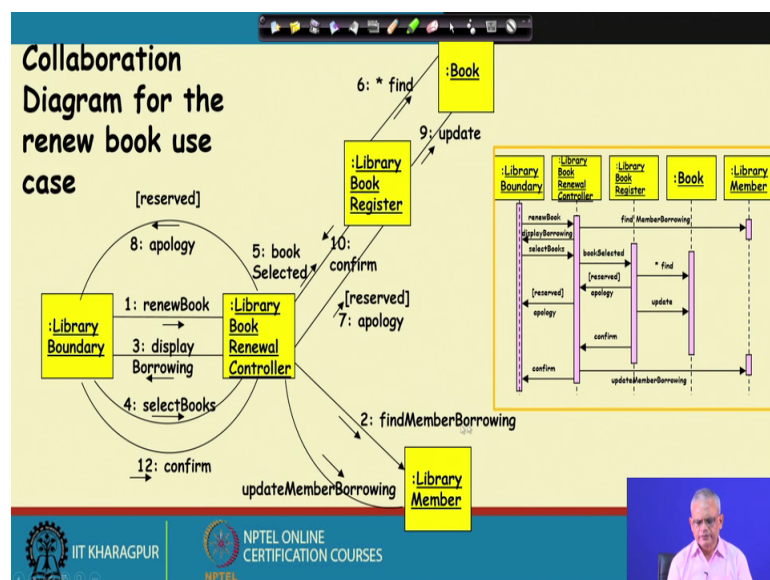 Collaboration
Diagram for the
renew book use
case
6: * find
:Book
9: update
:Library
Book
Register
[reserved]
8: apology
5: book
Selected
10:
confirm
[reserved]
7: apology
1: renewBook
:Library
Boundary
3: display
Borrowing
:Library
Book
Renewal
Controller
4: selectBooks
12: confirm
2: findMemberBorrowing
updateMemberBorrowing
:Library
Member
:Library
Boundary
:Library
Book
Renewal
Controller
:Library
Book
Register
:Book
:Library
Member
renewBook
find MemberBorrowing
displayBorrowing
selectBooks
bookSelected
* find
[reserved]
apology
[reserved]
apology
update
confirm
confirm
updateMemberBorrowing
IIT KHARAGPUR
NPTEL ONLINE
CERTIFICATION COURSES
NPTEL